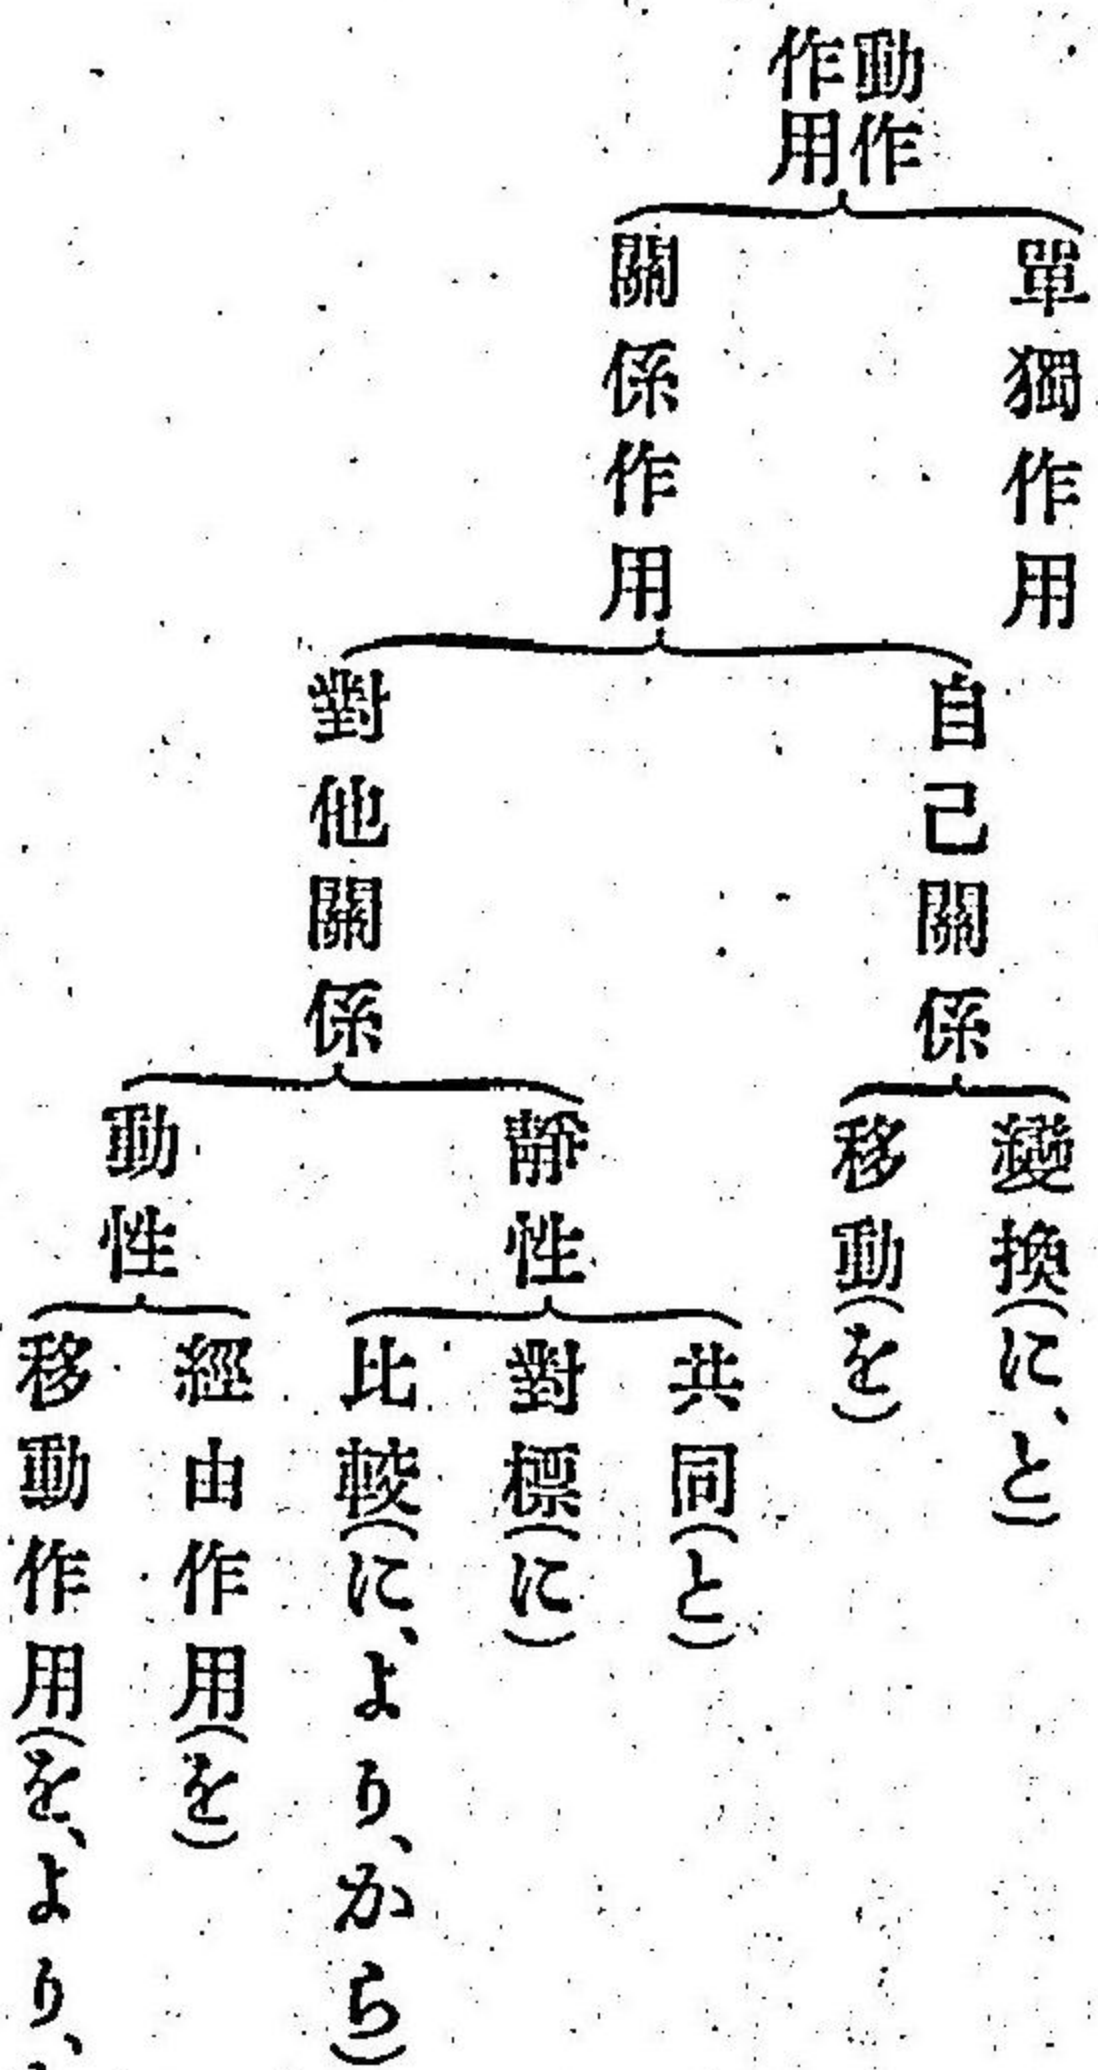 動作
作用
單獨作用
關係作用
自己關係
對他關係
變換(に、と)
移動(を)
靜性
動性
共同(と)
對標(に)
比較(に、より、から)
經由作用(を)
移動作用(を、より、